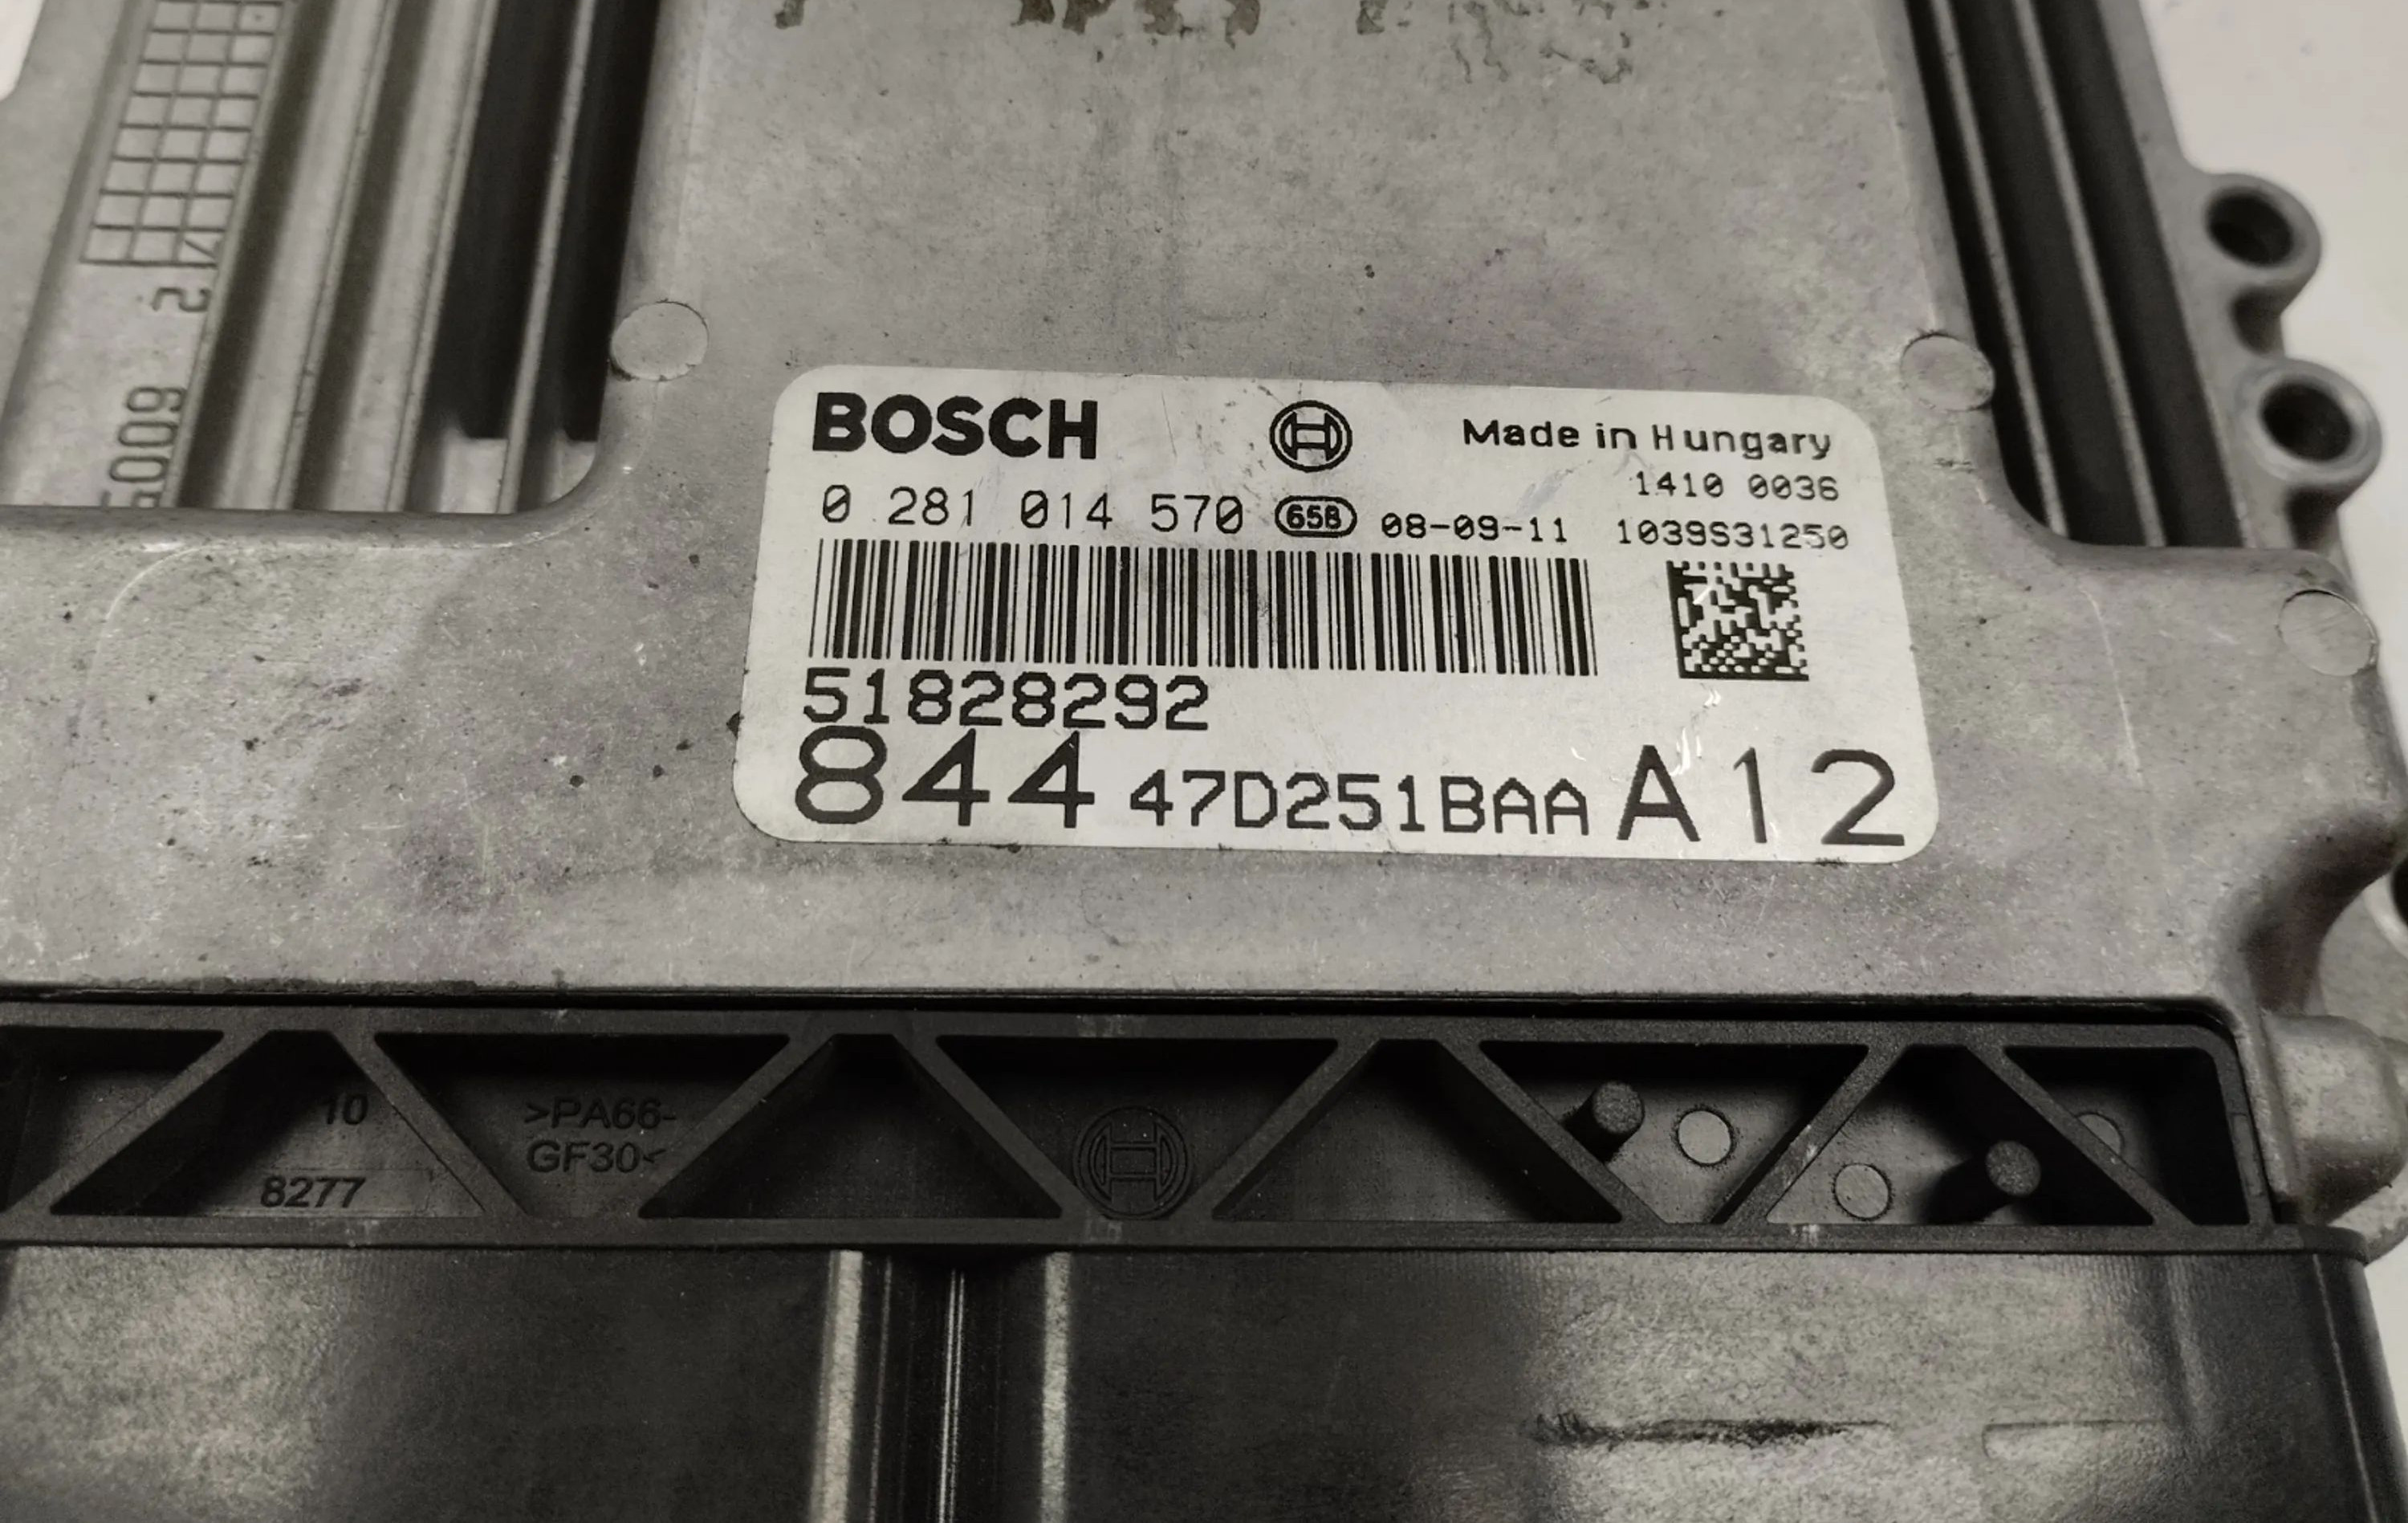 BOSCH
Made in Hungary
1410 0036
0 281 014 570 658 08-09-11 1039S31250
51828292
844 47D251BAA A12
10
8277
>PA66-
GF30<